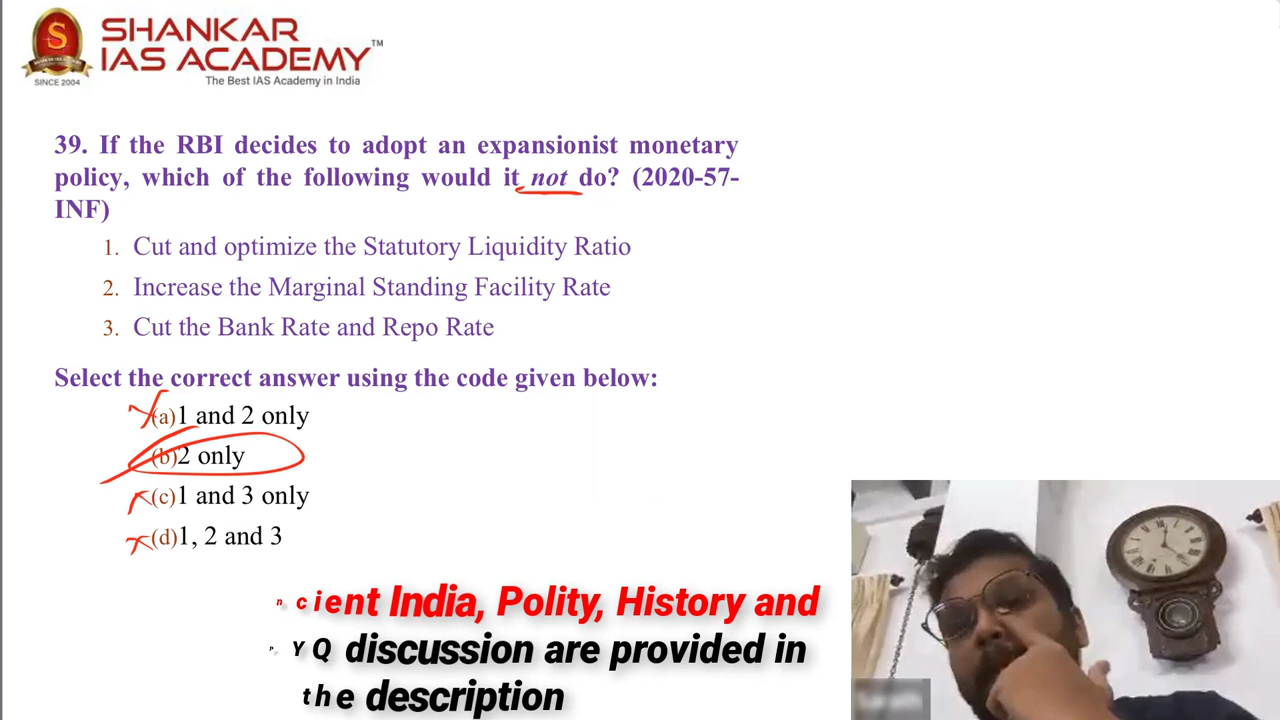 SHANKAR
IAS ACADEMY™
The Best IAS Academy in India
S
SINCE 2004
39. If the RBI decides to adopt an expansionist monetary
policy, which of the following would it not do? (2020-57-
INF)
1. Cut and optimize the Statutory Liquidity Ratio
2. Increase the Marginal Standing Facility Rate
3. Cut the Bank Rate and Repo Rate
Select the correct answer using the code given below:
(a) 1 and 2 only
(b) 2 only
(c) 1 and 3 only
(d) 1, 2 and 3
ncient India, Polity, History and
PYQ discussion are provided in
the description